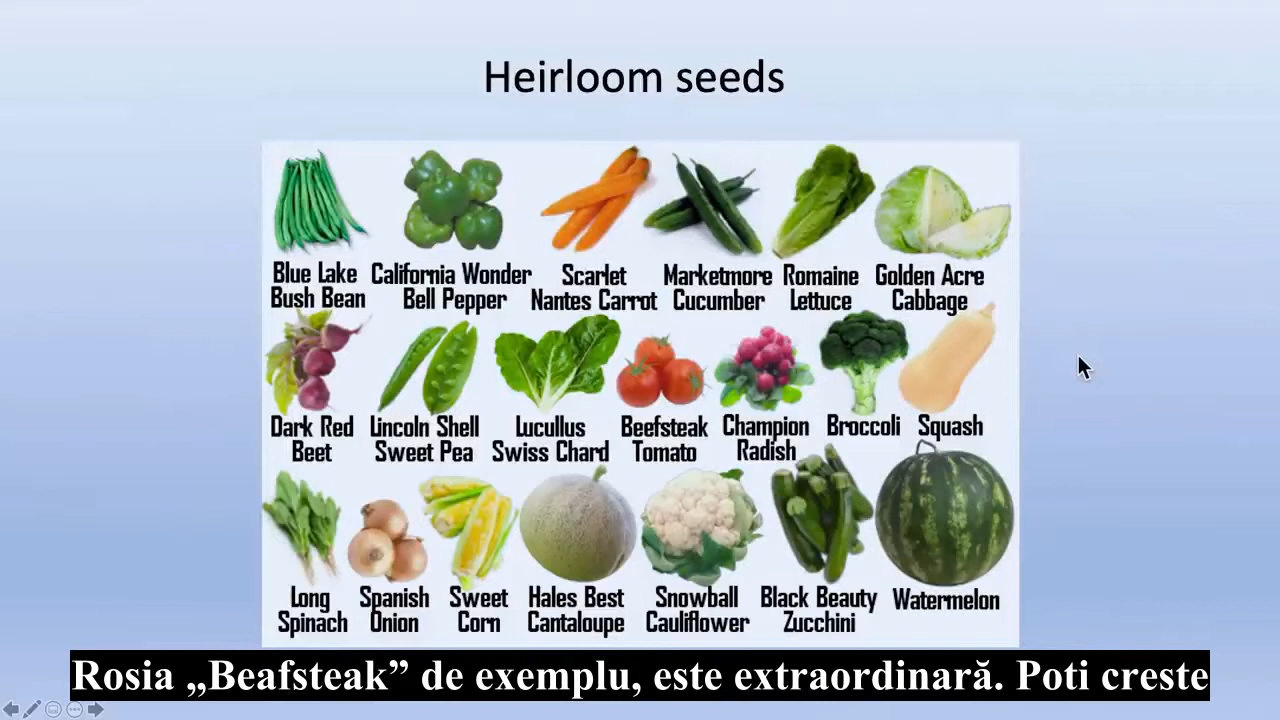 Heirloom seeds
Blue Lake Bush Bean
California Wonder Bell Pepper
Scarlet Nantes Carrot
Marketmore Cucumber
Romaine Lettuce
Golden Acre Cabbage
Dark Red Beet
Lincoln Shell Sweet Pea
Lucullus Swiss Chard
Beefsteak Tomato
Champion Radish
Broccoli
Squash
Long Spinach
Spanish Onion
Sweet Corn
Hales Best Cantaloupe
Snowball Cauliflower
Black Beauty Zucchini
Watermelon
Rosia „Beafsteak” de exemplu, este extraordinară. Poti creste